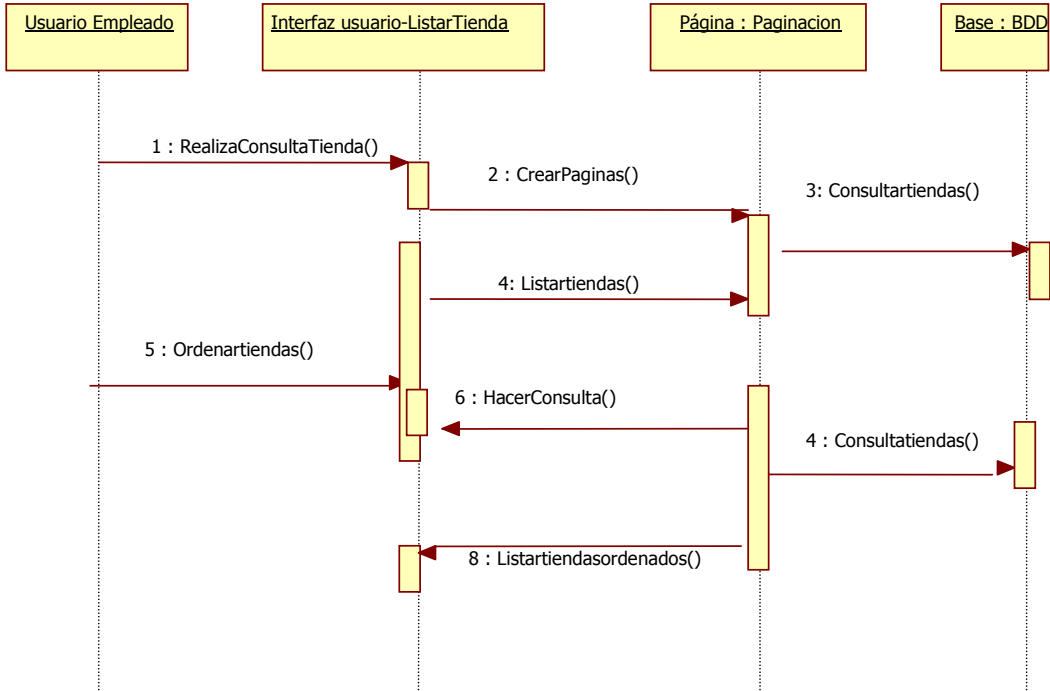 Usuario Empleado
Interfaz usuario-ListarTienda
Página : Paginacion
Base : BDD
1 : RealizaConsultaTienda()
2 : CrearPaginas()
3: Consultartiendas()
4: Listartiendas()
5 : Ordenartiendas()
6 : HacerConsulta()
4 : Consultatiendas()
8 : Listartiendasordenados()